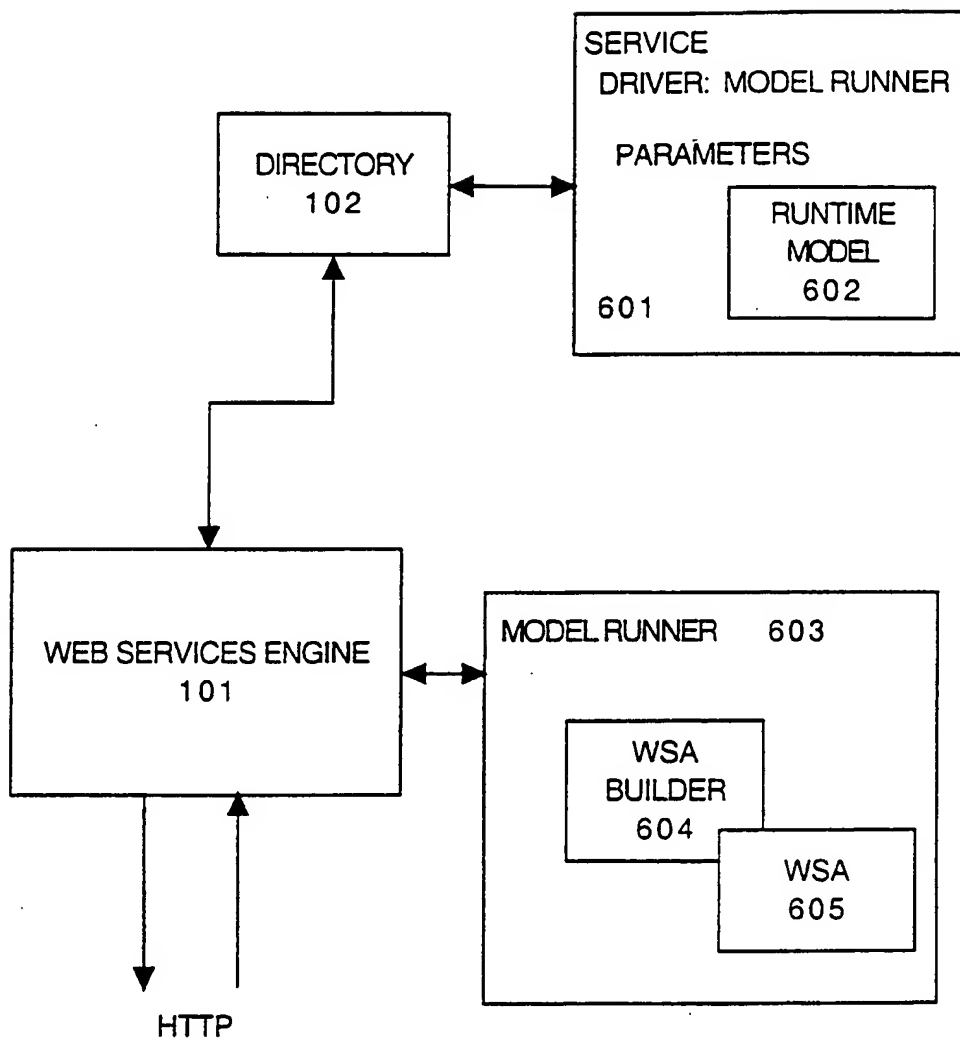 SERVICE
DRIVER: MODEL RUNNER
PARAMETERS
RUNTIME
MODEL
602
601
DIRECTORY
102
WEB SERVICES ENGINE
101
MODEL RUNNER 603
WSA
BUILDER
604
WSA
605
HTTP